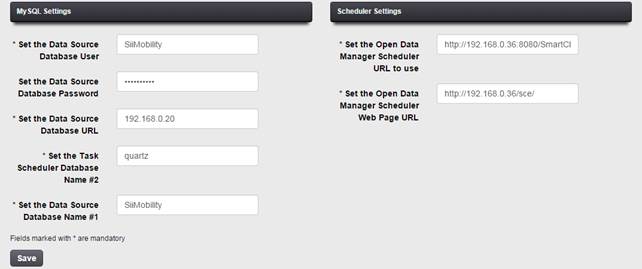 MySQL Settings
* Set the Data Source
Database User
SiiMobility
Set the Data Source
Database Password
••••••••••
* Set the Data Source
Database URL
192.168.0.20
* Set the Task
Scheduler Database
Name #2
quartz
* Set the Data Source
Database Name #1
SiiMobility
Fields marked with * are mandatory
Save
Scheduler Settings
* Set the Open Data
Manager Scheduler
URL to use
http://192.168.0.36:8080/SmartCl
* Set the Open Data
Manager Scheduler
Web Page URL
http://192.168.0.36/sce/